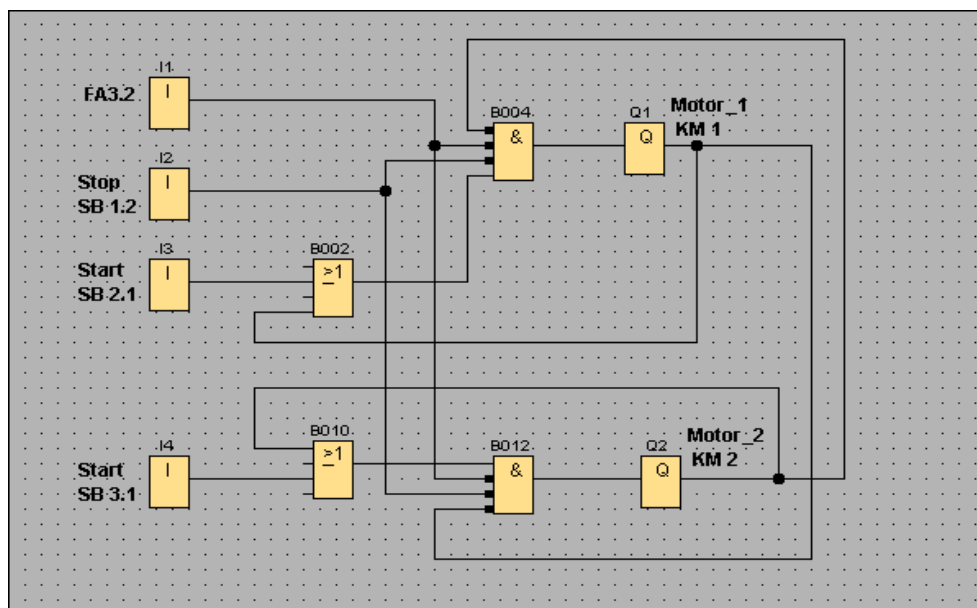 I1
FA3.2
I
I2
Stop
SB 1.2
I
I3
Start
SB 2.1
I
B002
>1
B004
&
Q1
Q
Motor_1
KM 1
I4
Start
SB 3.1
I
B010
>1
B012
&
Q2
Q
Motor_2
KM 2